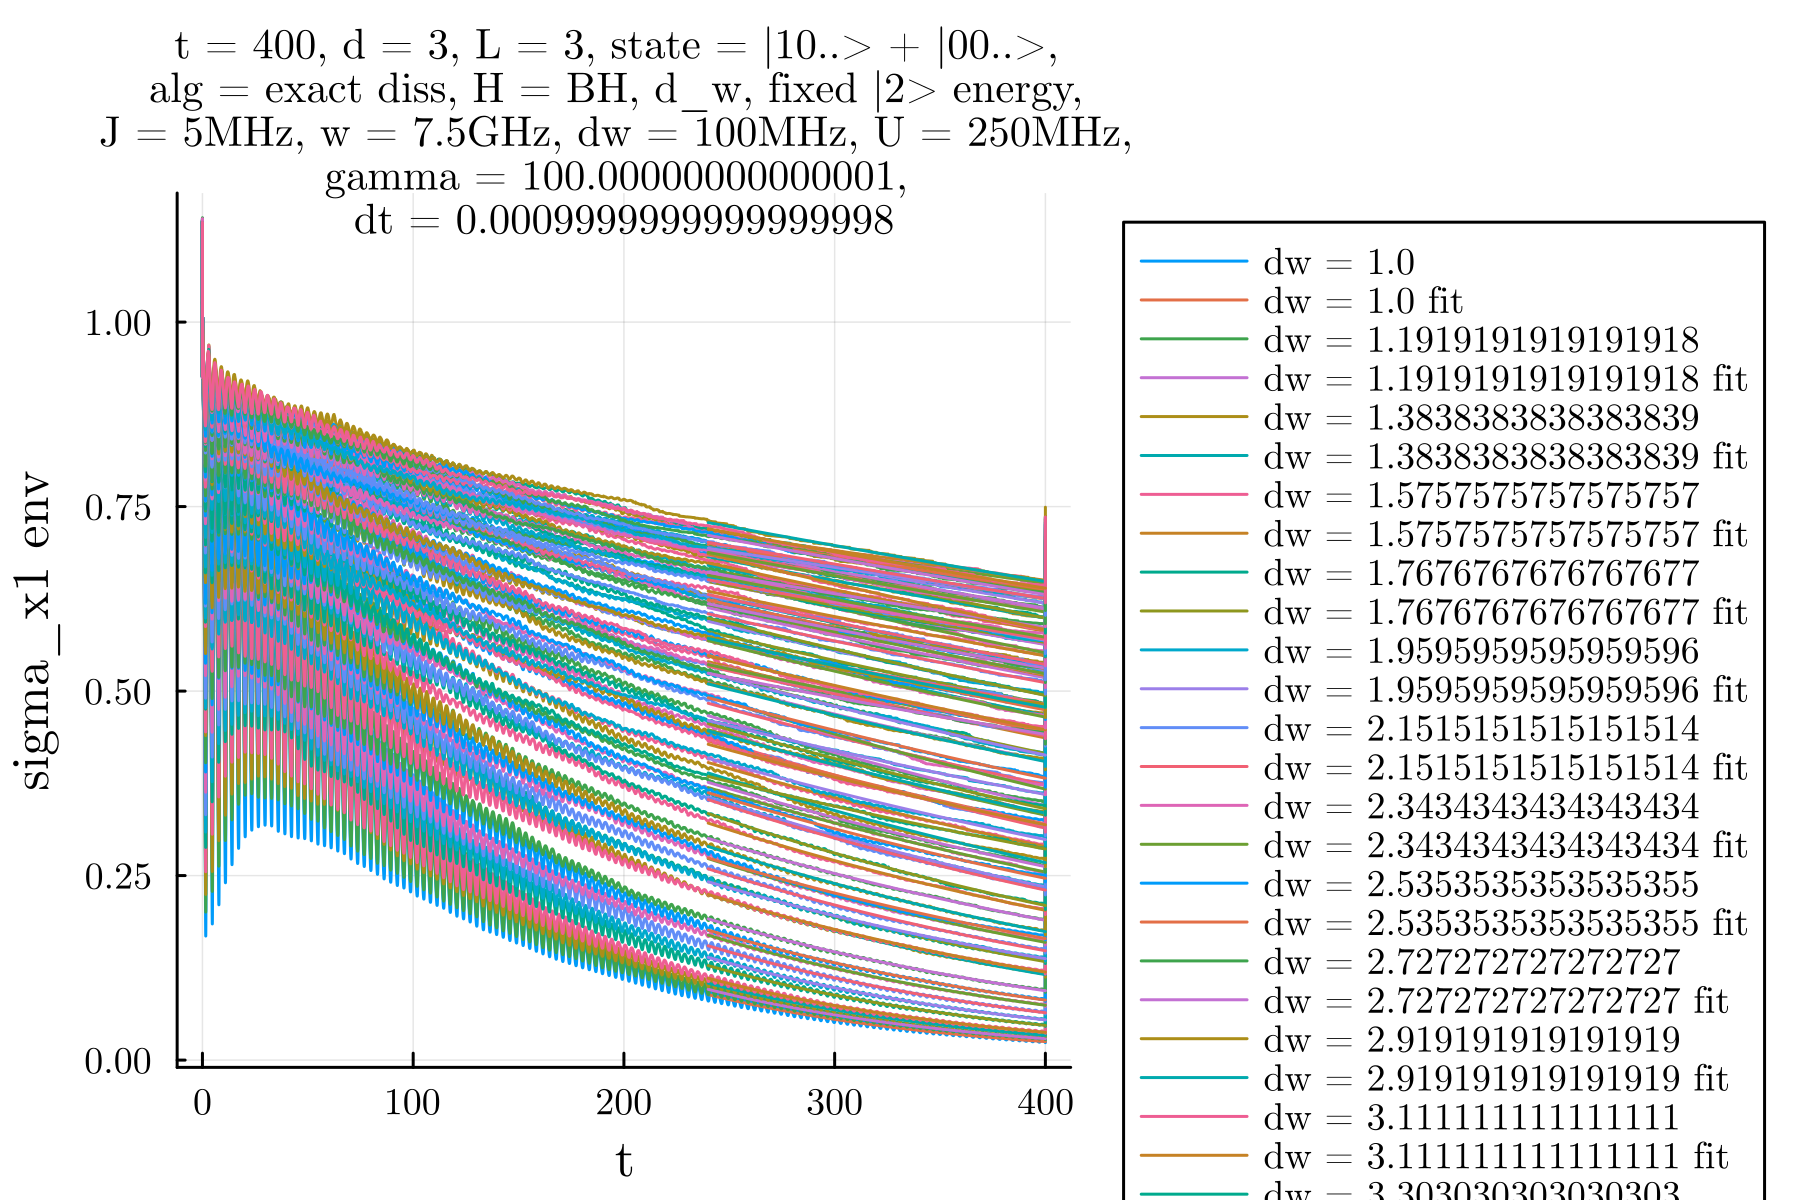 t = 400, d = 3, L = 3, state = |10..> + |00..>,
alg = exact diss, H = BH, d_w, fixed |2> energy,
J = 5MHz, w = 7.5GHz, dw = 100MHz, U = 250MHz,
gamma = 100.00000000000001,
dt = 0.0009999999999999998
sigma_x1 env
1.00
0.75
0.50
0.25
0.00
0
100
200
300
400
t
dw = 1.0
dw = 1.0 fit
dw = 1.1919191919191918
dw = 1.1919191919191918 fit
dw = 1.3838383838383839
dw = 1.3838383838383839 fit
dw = 1.5757575757575757
dw = 1.5757575757575757 fit
dw = 1.7676767676767677
dw = 1.7676767676767677 fit
dw = 1.9595959595959596
dw = 1.9595959595959596 fit
dw = 2.1515151515151514
dw = 2.1515151515151514 fit
dw = 2.3434343434343434
dw = 2.3434343434343434 fit
dw = 2.5353535353535355
dw = 2.5353535353535355 fit
dw = 2.727272727272727
dw = 2.727272727272727 fit
dw = 2.919191919191919
dw = 2.919191919191919 fit
dw = 3.111111111111111
dw = 3.111111111111111 fit
dw = 3.303030303030303